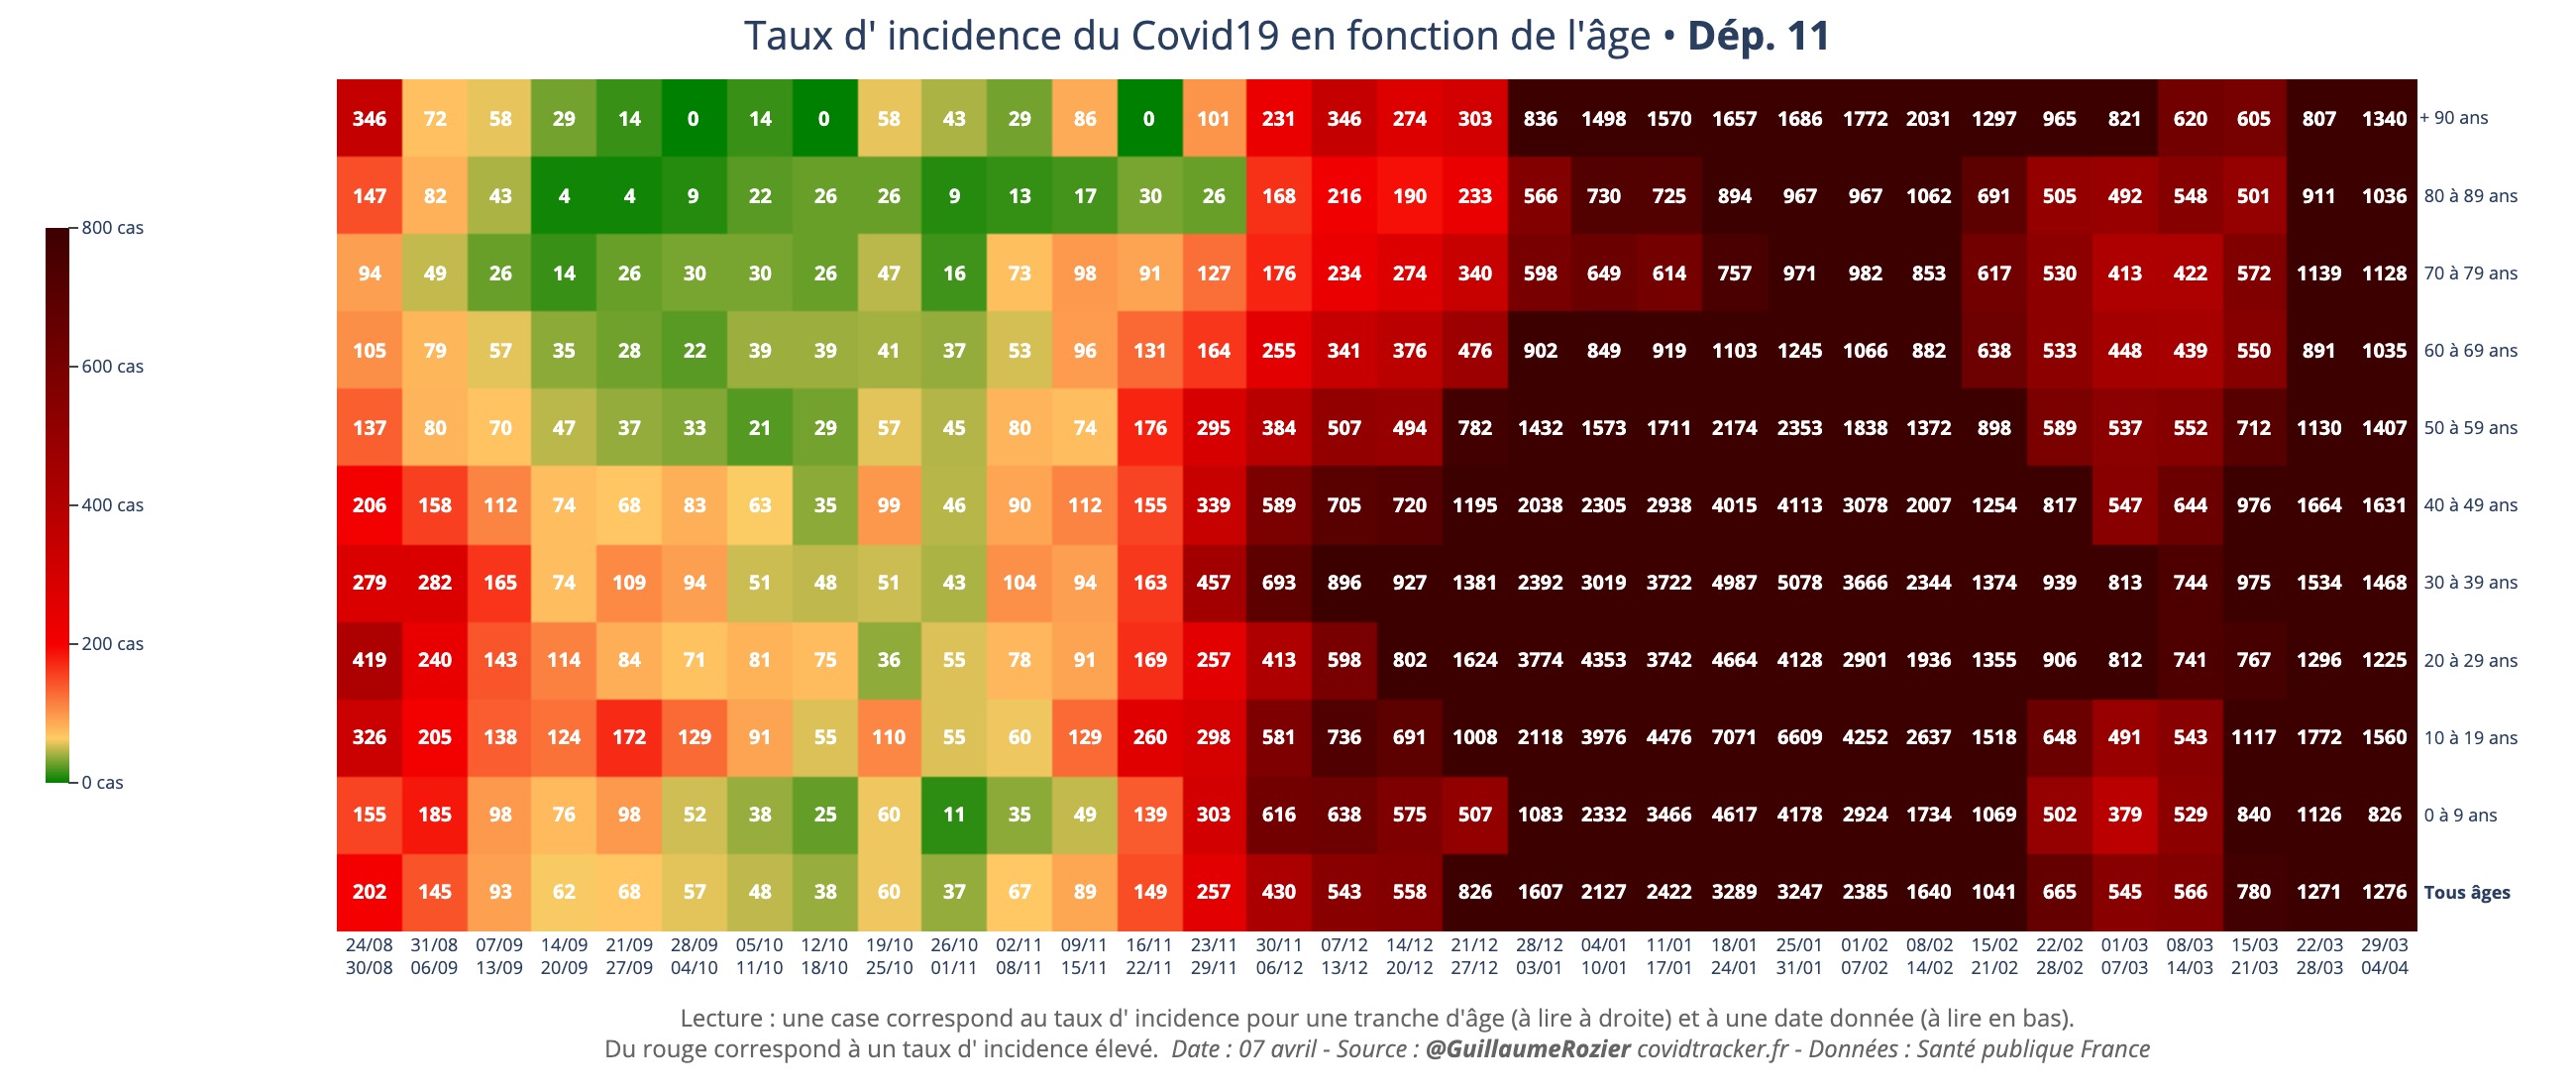 Taux d' incidence du Covid19 en fonction de l'âge • Dép. 11
800 cas
600 cas
400 cas
200 cas
0 cas
346 72 58 29 14 0 14 0 58 43 29 86 0 101 231 346 274 303 836 1498 1570 1657 1686 1772 2031 1297 965 821 620 605 807 1340 + 90 ans
147 82 43 4 4 9 22 26 26 9 13 17 30 26 168 216 190 233 566 730 725 894 967 967 1062 691 505 492 548 501 911 1036 80 à 89 ans
94 49 26 14 26 30 30 26 47 16 73 98 91 127 176 234 274 340 598 649 614 757 971 982 853 617 530 413 422 572 1139 1128 70 à 79 ans
105 79 57 35 28 22 39 39 41 37 53 96 131 164 255 341 376 476 902 849 919 1103 1245 1066 882 638 533 448 439 550 891 1035 60 à 69 ans
137 80 70 47 37 33 21 29 57 45 80 74 176 295 384 507 494 782 1432 1573 1711 2174 2353 1838 1372 898 589 537 552 712 1130 1407 50 à 59 ans
206 158 112 74 68 83 63 35 99 46 90 112 155 339 589 705 720 1195 2038 2305 2938 4015 4113 3078 2007 1254 817 547 644 976 1664 1631 40 à 49 ans
279 282 165 74 109 94 51 48 51 43 104 94 163 457 693 896 927 1381 2392 3019 3722 4987 5078 3666 2344 1374 939 813 744 975 1534 1468 30 à 39 ans
419 240 143 114 84 71 81 75 36 55 78 91 169 257 413 598 802 1624 3774 4353 3742 4664 4128 2901 1936 1355 906 812 741 767 1296 1225 20 à 29 ans
326 205 138 124 172 129 91 55 110 55 60 129 260 298 581 736 691 1008 2118 3976 4476 7071 6609 4252 2637 1518 648 491 543 1117 1772 1560 10 à 19 ans
155 185 98 76 98 52 38 25 60 11 35 49 139 303 616 638 575 507 1083 2332 3466 4617 4178 2924 1734 1069 502 379 529 840 1126 826 0 à 9 ans
202 145 93 62 68 57 48 38 60 37 67 89 149 257 430 543 558 826 1607 2127 2422 3289 3247 2385 1640 1041 665 545 566 780 1271 1276 Tous âges
24/08 31/08 07/09 14/09 21/09 28/09 05/10 12/10 19/10 26/10 02/11 09/11 16/11 23/11 30/11 07/12 14/12 21/12 28/12 04/01 11/01 18/01 25/01 01/02 08/02 15/02 22/02 01/03 08/03 15/03 22/03 29/03
30/08 06/09 13/09 20/09 27/09 04/10 11/10 18/10 25/10 01/11 08/11 15/11 22/11 29/11 06/12 13/12 20/12 27/12 03/01 10/01 17/01 24/01 31/01 07/02 14/02 21/02 28/02 07/03 14/03 21/03 28/03 04/04
Lecture : une case correspond au taux d' incidence pour une tranche d'âge (à lire à droite) et à une date donnée (à lire en bas).
Du rouge correspond à un taux d' incidence élevé. Date : 07 avril - Source : @GuillaumeRozier covidtracker.fr - Données : Santé publique France